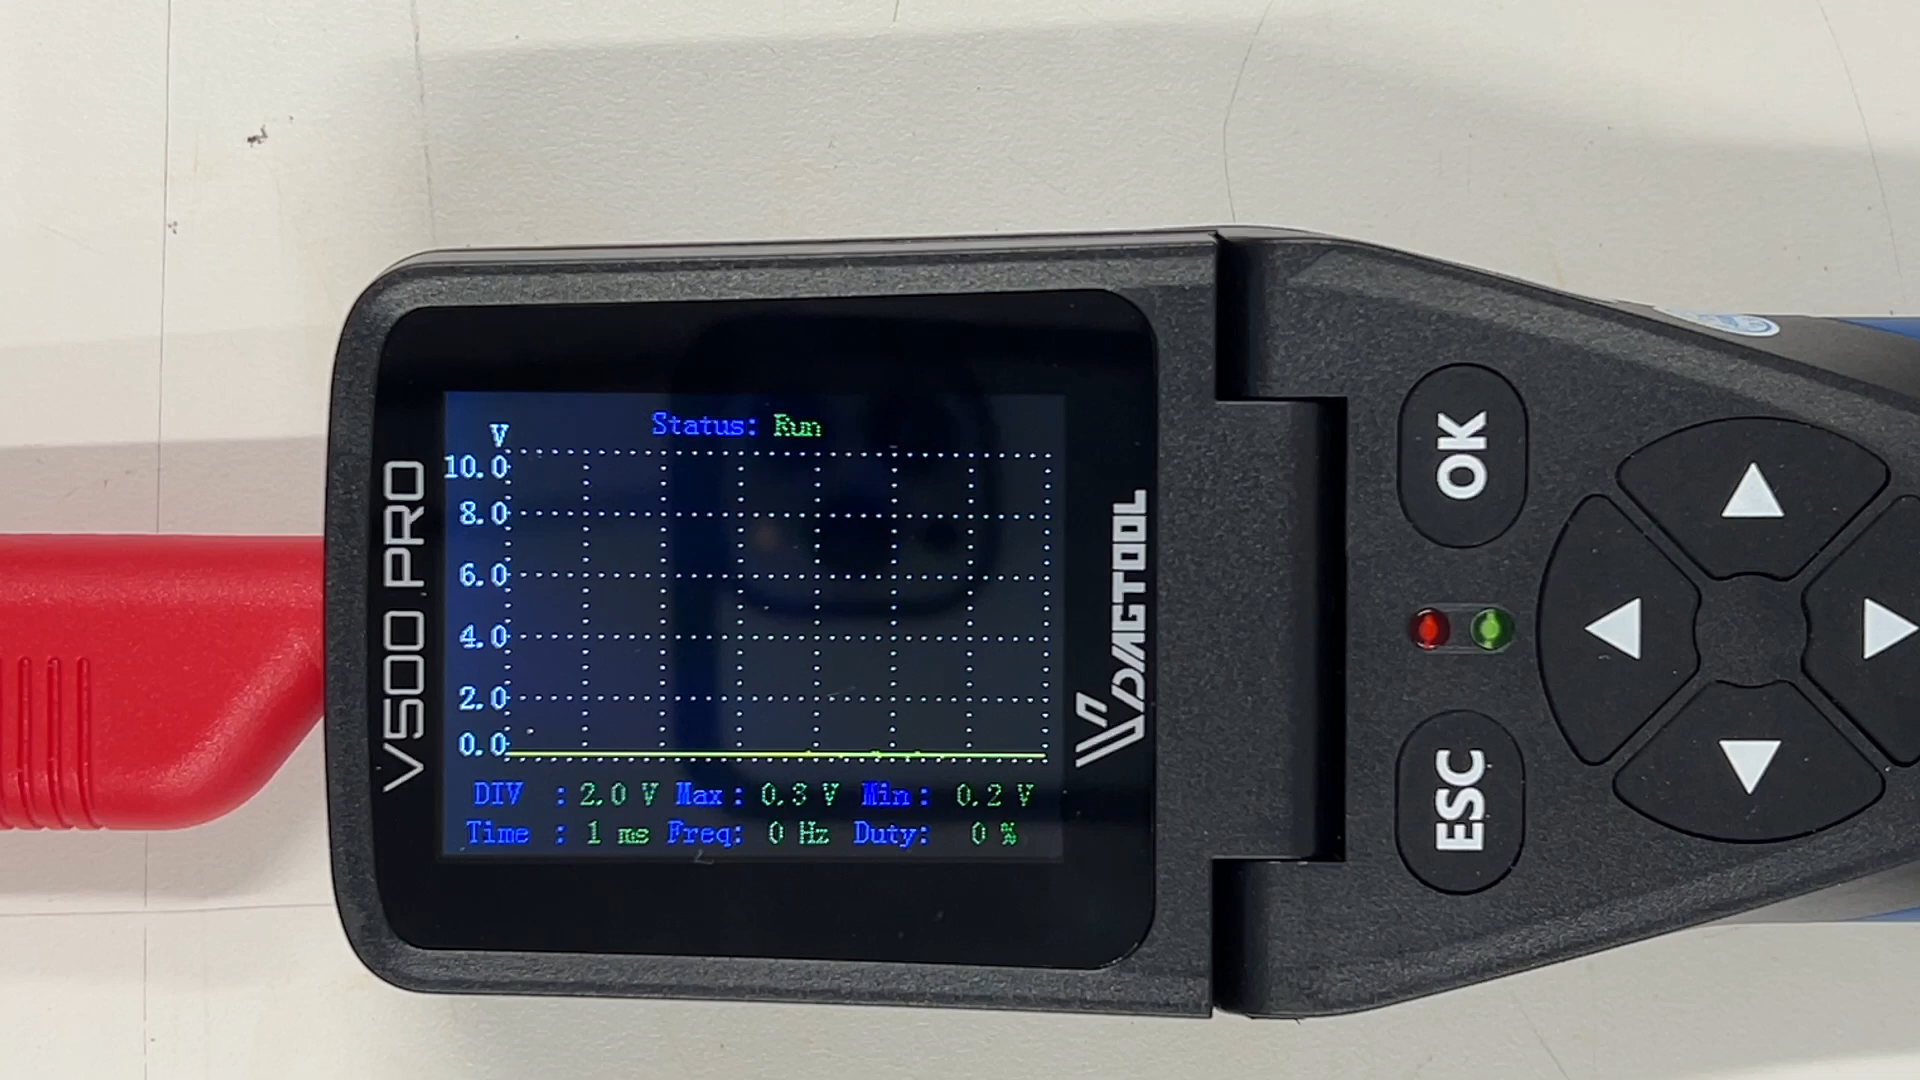 Status: Run
V
10.0
8.0
6.0
4.0
2.0
0.0
DIV : 2.0 V Max: 0.3 V Min: 0.2 V
Time : 1 ms Freq: 0 Hz Duty: 0 %
V500 PRO
VDIAGTOOL
OK
ESC